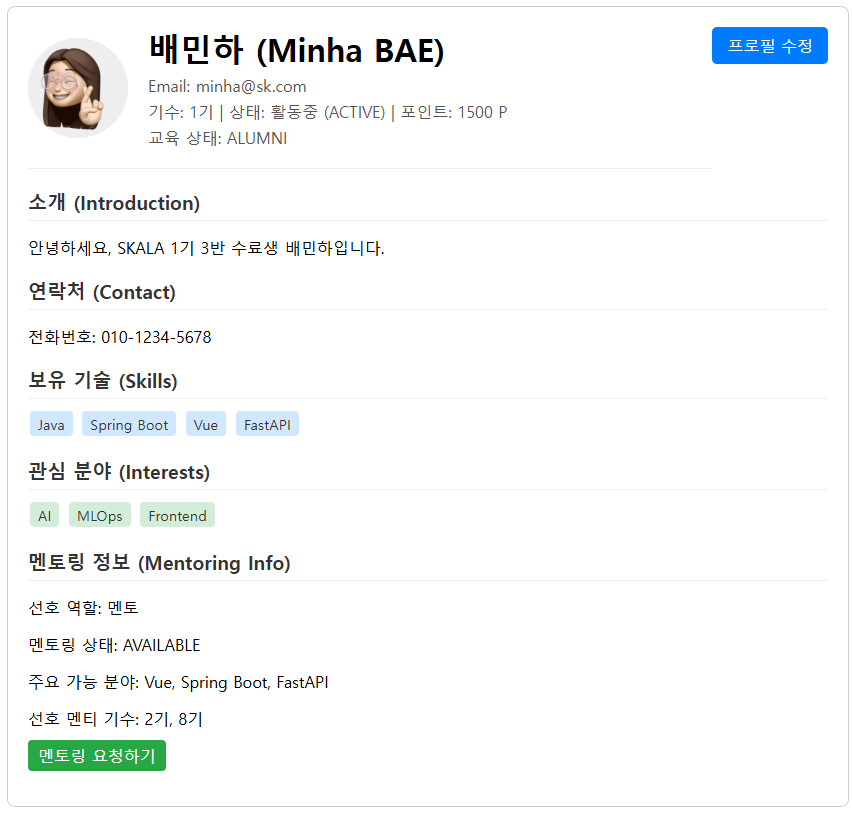 배민하 (Minha BAE)
프로필 수정
Email: minha@sk.com
기수: 1기 | 상태: 활동중 (ACTIVE) | 포인트: 1500 P
교육 상태: ALUMNI
소개 (Introduction)
안녕하세요, SKALA 1기 3반 수료생 배민하입니다.
연락처 (Contact)
전화번호: 010-1234-5678
보유 기술 (Skills)
Java Spring Boot Vue FastAPI
관심 분야 (Interests)
AI MLOps Frontend
멘토링 정보 (Mentoring Info)
선호 역할: 멘토
멘토링 상태: AVAILABLE
주요 가능 분야: Vue, Spring Boot, FastAPI
선호 멘티 기수: 2기, 8기
멘토링 요청하기